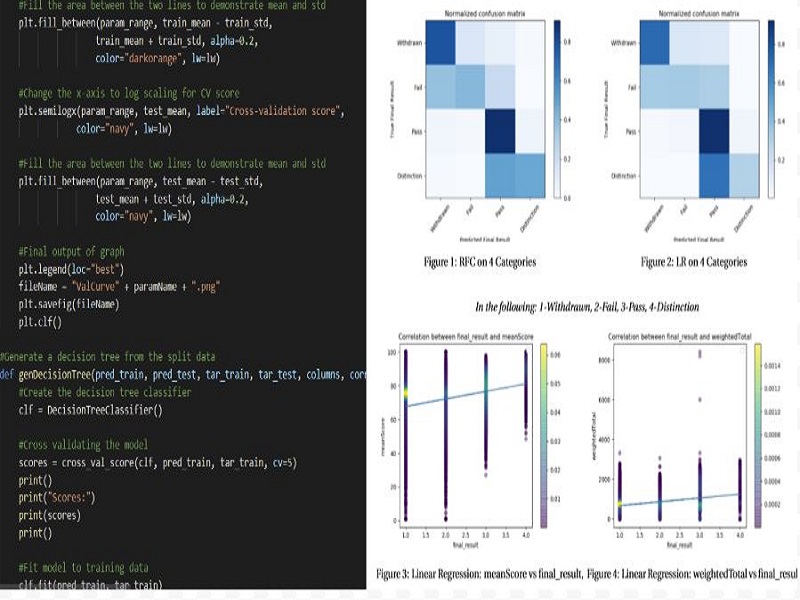 #Fill the area between the two lines to demonstrate mean and std
plt.fill_between(param_range, train_mean - train_std,
train_mean + train_std, alpha=0.2,
color="darkorange", lw=lw)
#Change the x-axis to log scaling for CV score
plt.semilogx(param_range, test_mean, label="Cross-validation score",
color="navy", lw=lw)
#Fill the area between the two lines to demonstrate mean and std
plt.fill_between(param_range, test_mean - test_std,
test_mean + test_std, alpha=0.2,
color="navy", lw=lw)
#Final output of graph
plt.legend(loc="best")
fileName = "ValCurve" + paramName + ".png"
plt.savefig(fileName)
plt.clf()
#Generate a decision tree from the split data
def genDecisionTree(pred_train, pred_test, tar_train, tar_test, columns, cor
#Create the decision tree classifier
clf = DecisionTreeClassifier()
#Cross validating the model
scores = cross_val_score(clf, pred_train, tar_train, cv=5)
print()
print("Scores:")
print(scores)
print()
#Fit model to training data
clf.fit(pred_train, tar_train)
Normalized confusion matrix
True Final Result
Withdrawn
Fail
Pass
Distinction
Withdrawn Fail Pass Distinction
Predicted Final Result
0.8
0.6
0.4
0.2
0.0
Figure 1: RFC on 4 Categories
Normalized confusion matrix
True Final Result
Withdrawn
Fail
Pass
Distinction
Withdrawn Fail Pass Distinction
Predicted Final Result
0.8
0.6
0.4
0.2
Figure 2: LR on 4 Categories
In the following: 1-Withdrawn, 2-Fail, 3-Pass, 4-Distinction
Correlation between final_result and meanScore
meanScore
100
80
60
40
20
0
1.0 1.5 2.0 2.5 3.0 3.5 4.0
final_result
0.06
0.05
0.04
0.03
0.02
0.01
Correlation between final_result and weightedTotal
weightedTotal
8000
6000
4000
2000
0
1.0 1.5 2.0 2.5 3.0 3.5 4.0
final_result
0.0014
0.0012
0.0010
0.0008
0.0006
0.0004
0.0002
Figure 3: Linear Regression: meanScore vs final_result, Figure 4: Linear Regression: weightedTotal vs final_resul